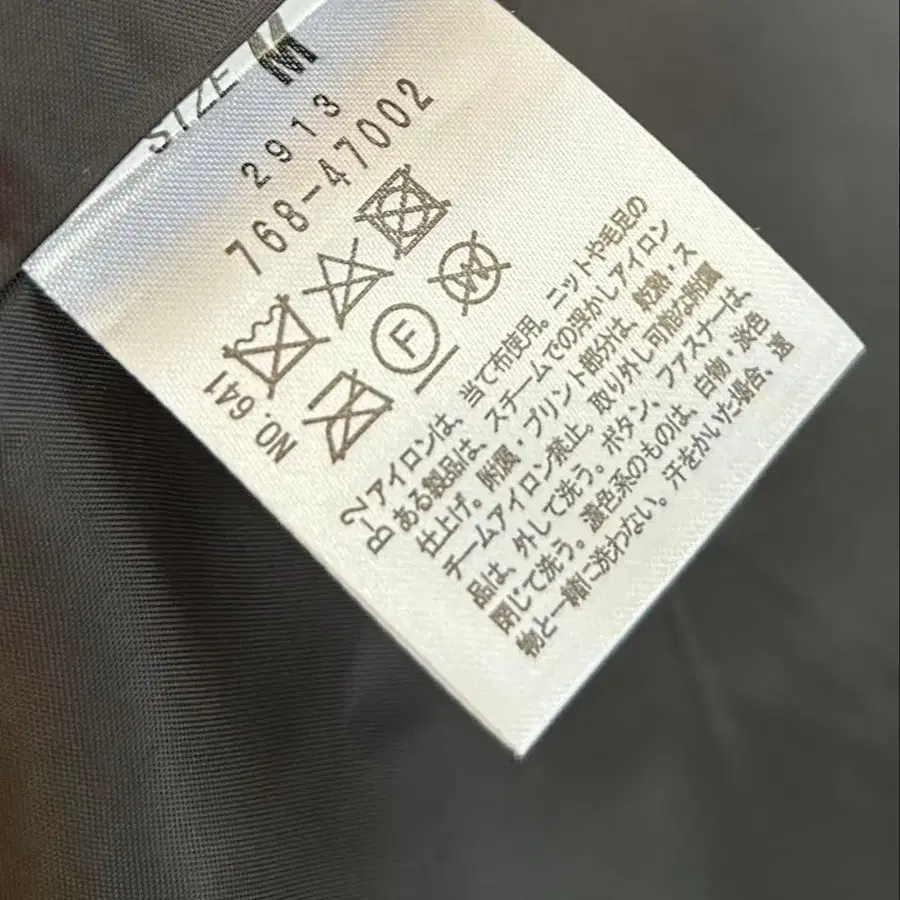 SIZE M
2913
768-47002
NO. 641
F
W
B-2アイロンは、当て布使用。ニットや毛足の
ある製品は、スチームでの浮かしアイロン
仕上げ。附属・プリント部分は、乾熱・ス
チームアイロン禁止。取り外し可能な附属
品は、外して洗う。ボタン、ファスナーは、
閉じて洗う。濃色系のものは、白物・淡色
物と一緒に洗わない。汗をかいた場合、速